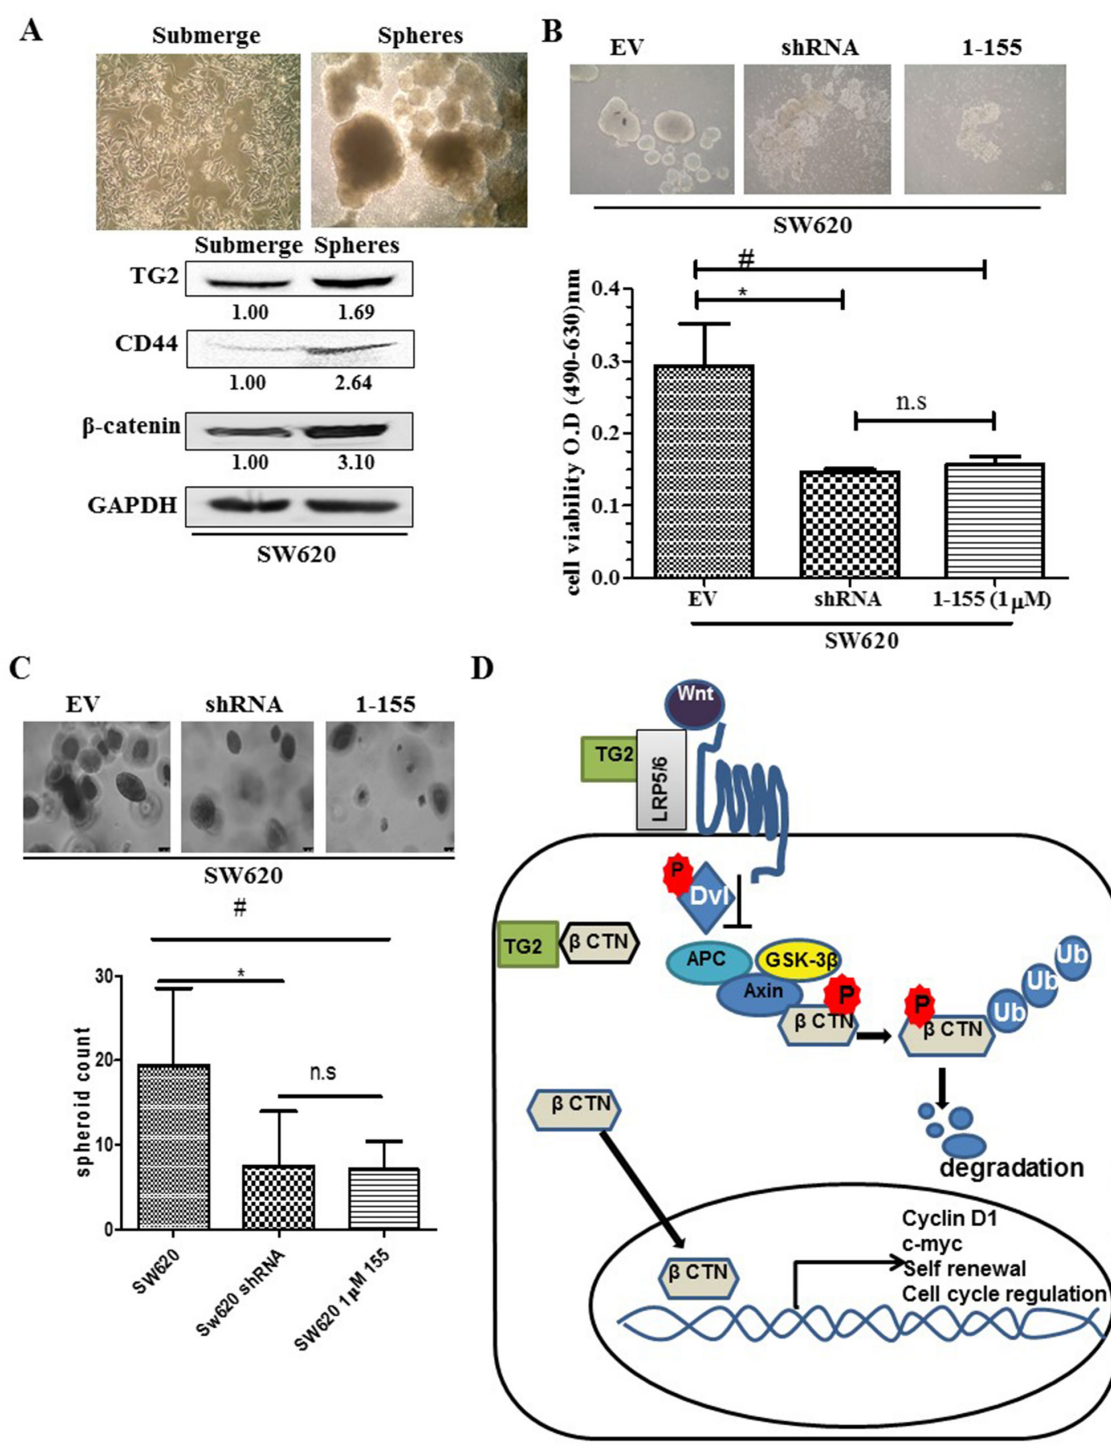 A
Submerge Spheres
Submerge Spheres
TG2
1.00 1.69
CD44
1.00 2.64
β-catenin
1.00 3.10
GAPDH
SW620
B
EV shRNA 1-155
SW620
#
*
n.s
cell viability O.D (490-630)nm
0.4
0.3
0.2
0.1
0.0
EV shRNA 1-155 (1μM)
SW620
C
EV shRNA 1-155
SW620
#
*
n.s
spheroid count
30
20
10
0
SW620
Sw620 shRNA
SW620 1μM 155
D
Wnt
TG2
LRP5/6
P
Dvl
TG2
β CTN
APC
GSK-3β
Axin
P
β CTN
P
β CTN
Ub
Ub
Ub
degradation
β CTN
β CTN
Cyclin D1
c-myc
Self renewal
Cell cycle regulation